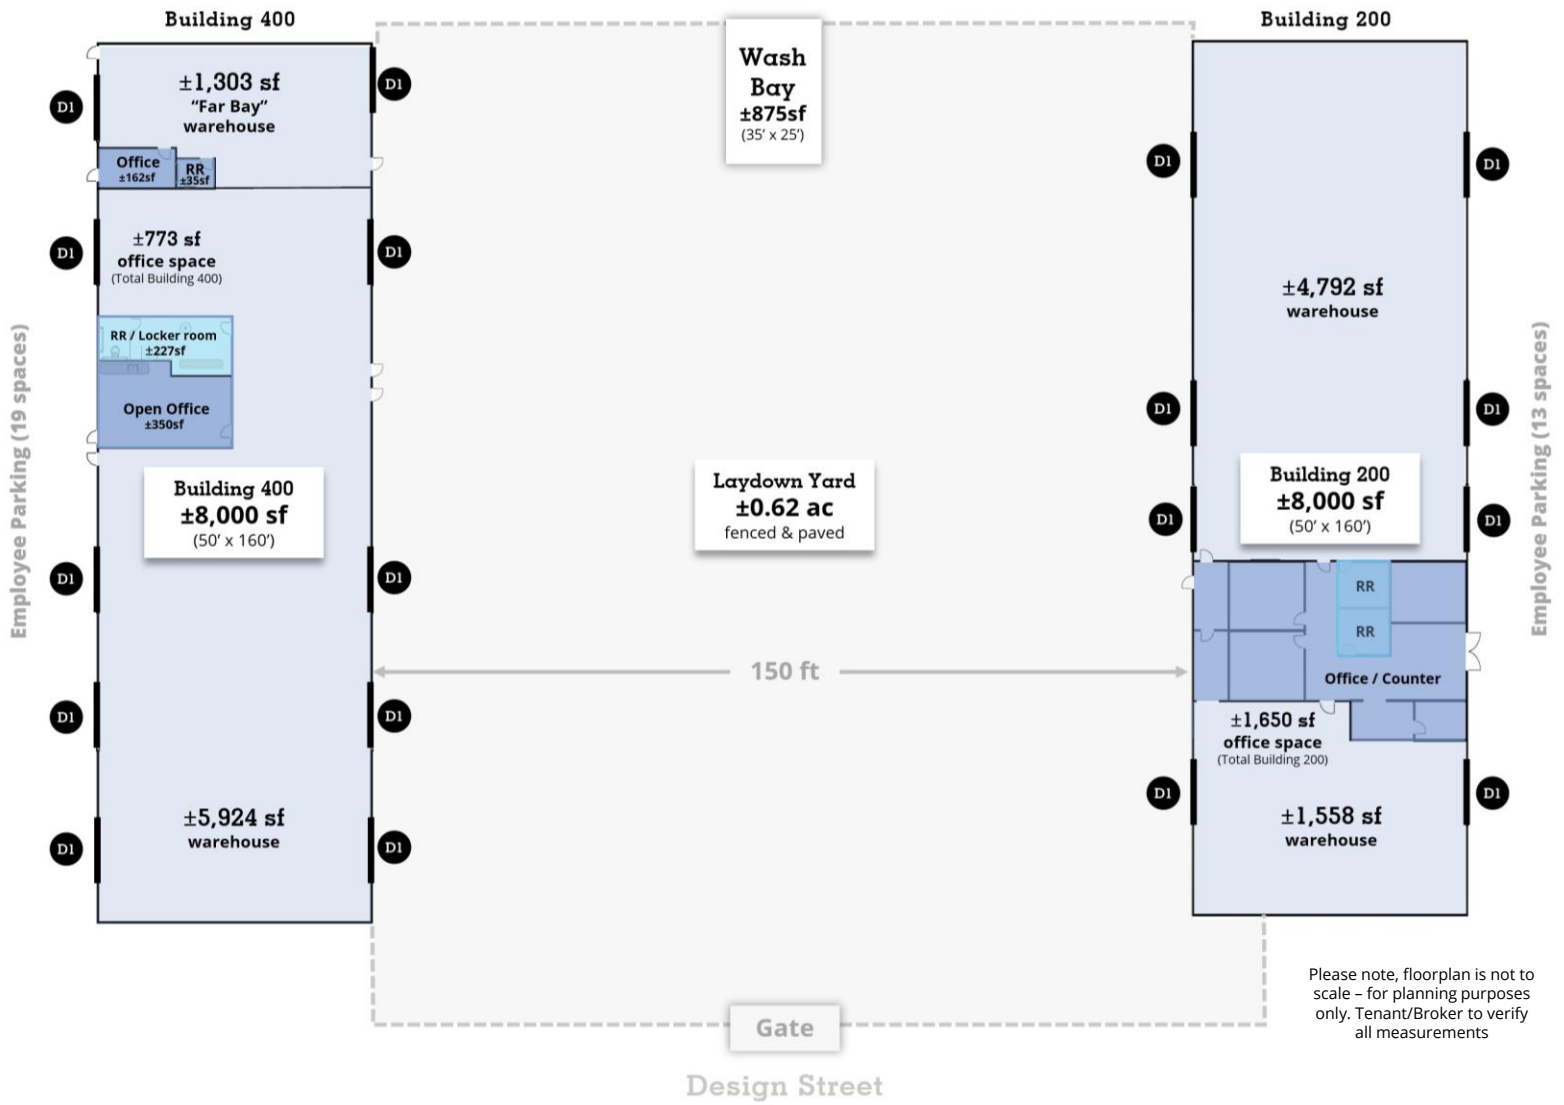 Building 400
Building 200
Wash
Bay
±875sf
(35’ x 25’)
±1,303 sf
“Far Bay”
warehouse
D1
D1
Office
±162sf
RR
±35sf
D1
D1
±773 sf
office space
(Total Building 400)
D1
D1
RR / Locker room
±227sf
Open Office
±350sf
Employee Parking (19 spaces)
Building 400
±8,000 sf
(50’ x 160’)
D1
D1
D1
D1
±5,924 sf
warehouse
D1
D1
Laydown Yard
±0.62 ac
fenced & paved
150 ft
±4,792 sf
warehouse
D1
D1
D1
D1
Employee Parking (13 spaces)
Building 200
±8,000 sf
(50’ x 160’)
RR
RR
Office / Counter
±1,650 sf
office space
(Total Building 200)
D1
D1
±1,558 sf
warehouse
Please note, floorplan is not to
scale – for planning purposes
only. Tenant/Broker to verify
all measurements
Gate
Design Street